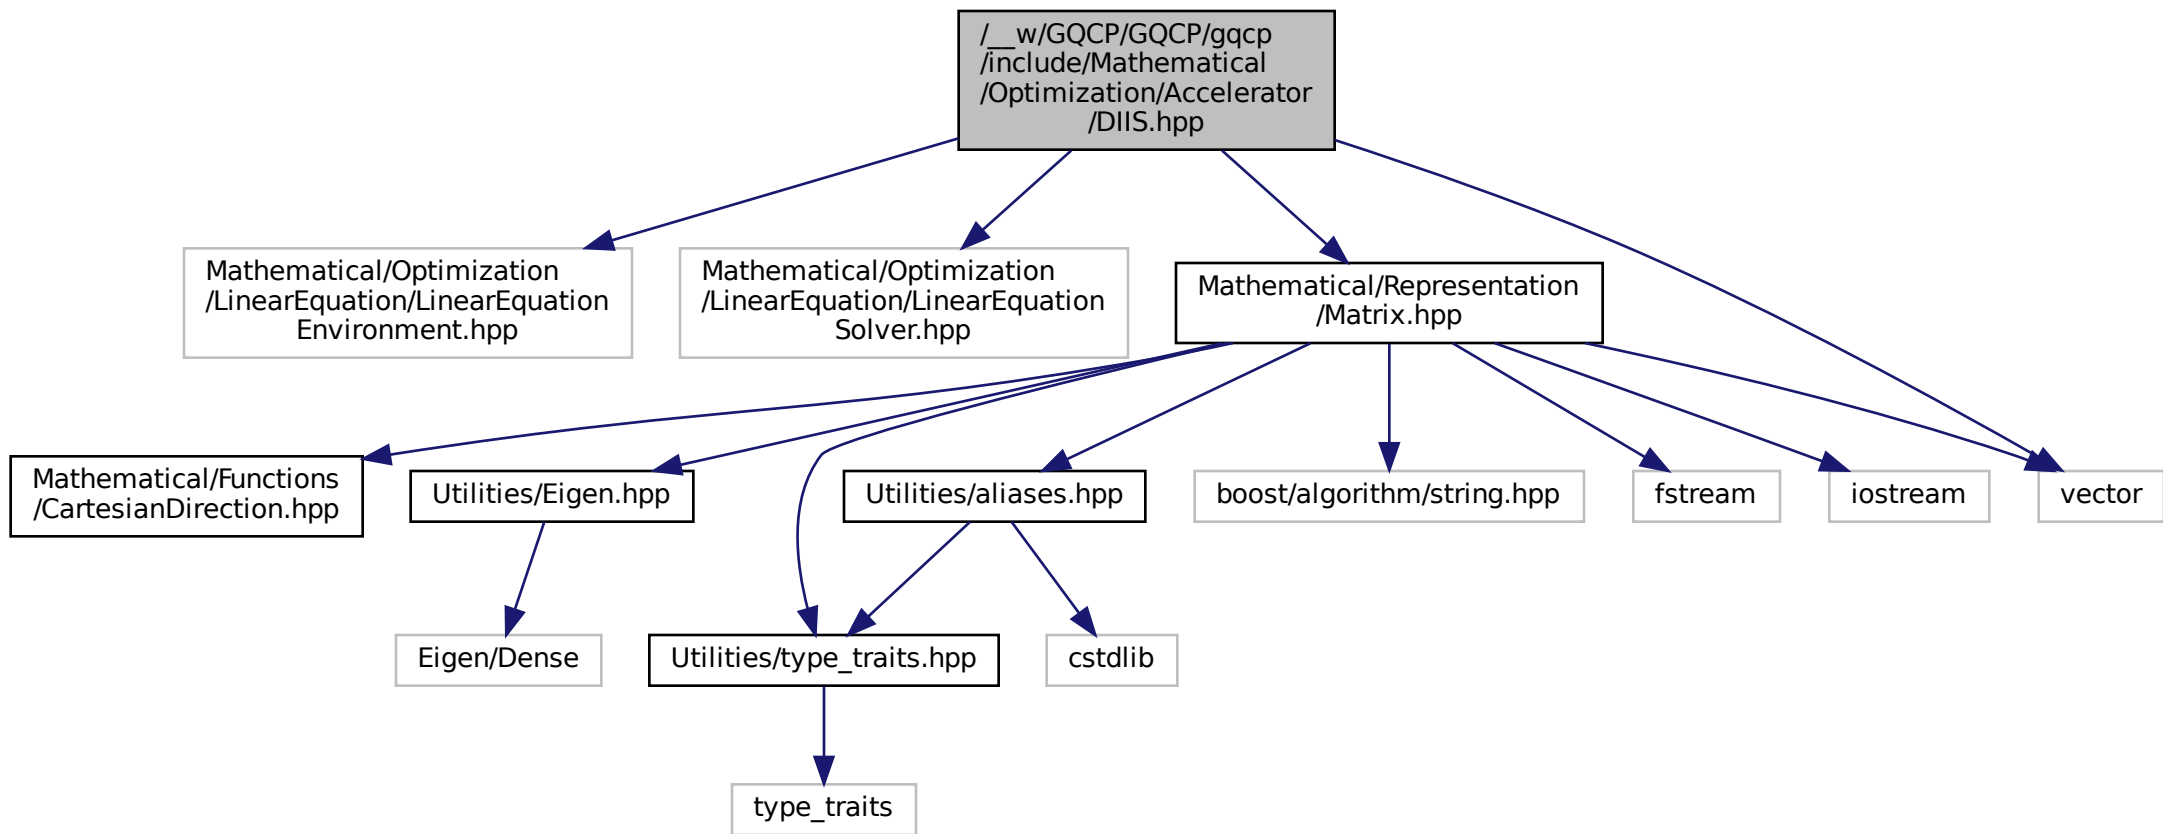 /__w/GQCP/GQCP/gqcp
/include/Mathematical
/Optimization/Accelerator
/DIIS.hpp
Mathematical/Optimization
/LinearEquation/LinearEquation
Environment.hpp
Mathematical/Optimization
/LinearEquation/LinearEquation
Solver.hpp
Mathematical/Representation
/Matrix.hpp
Mathematical/Functions
/CartesianDirection.hpp
Utilities/Eigen.hpp
Utilities/aliases.hpp
boost/algorithm/string.hpp
fstream
iostream
vector
Eigen/Dense
Utilities/type_traits.hpp
cstdlib
type_traits